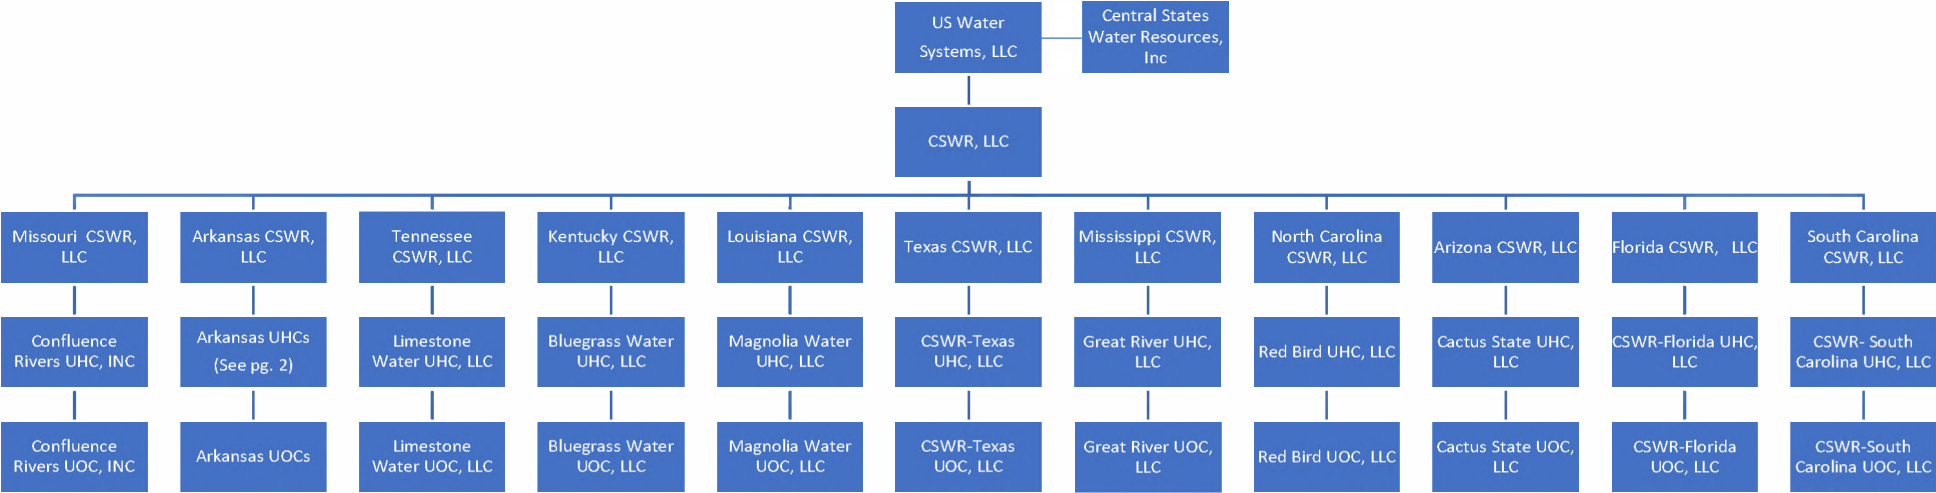 US Water
Systems, LLC
Central States
Water Resources,
Inc
CSWR, LLC
Missouri CSWR,
LLC
Arkansas CSWR,
LLC
Tennessee
CSWR, LLC
Kentucky CSWR,
LLC
Louisiana CSWR,
LLC
Texas CSWR, LLC
Mississippi CSWR,
LLC
North Carolina
CSWR, LLC
Arizona CSWR, LLC
Florida CSWR, LLC
South Carolina
CSWR, LLC
Confluence
Rivers UHC, INC
Arkansas UHCs
(See pg. 2)
Limestone
Water UHC, LLC
Bluegrass Water
UHC, LLC
Magnolia Water
UHC, LLC
CSWR-Texas
UHC, LLC
Great River UHC,
LLC
Red Bird UHC, LLC
Cactus State UHC,
LLC
CSWR-Florida UHC,
LLC
CSWR- South
Carolina UHC, LLC
Confluence
Rivers UOC, INC
Arkansas UOCs
Limestone
Water UOC, LLC
Bluegrass Water
UOC, LLC
Magnolia Water
UOC, LLC
CSWR-Texas
UOC, LLC
Great River UOC,
LLC
Red Bird UOC, LLC
Cactus State UOC,
LLC
CSWR-Florida
UOC, LLC
CSWR-South
Carolina UOC, LLC